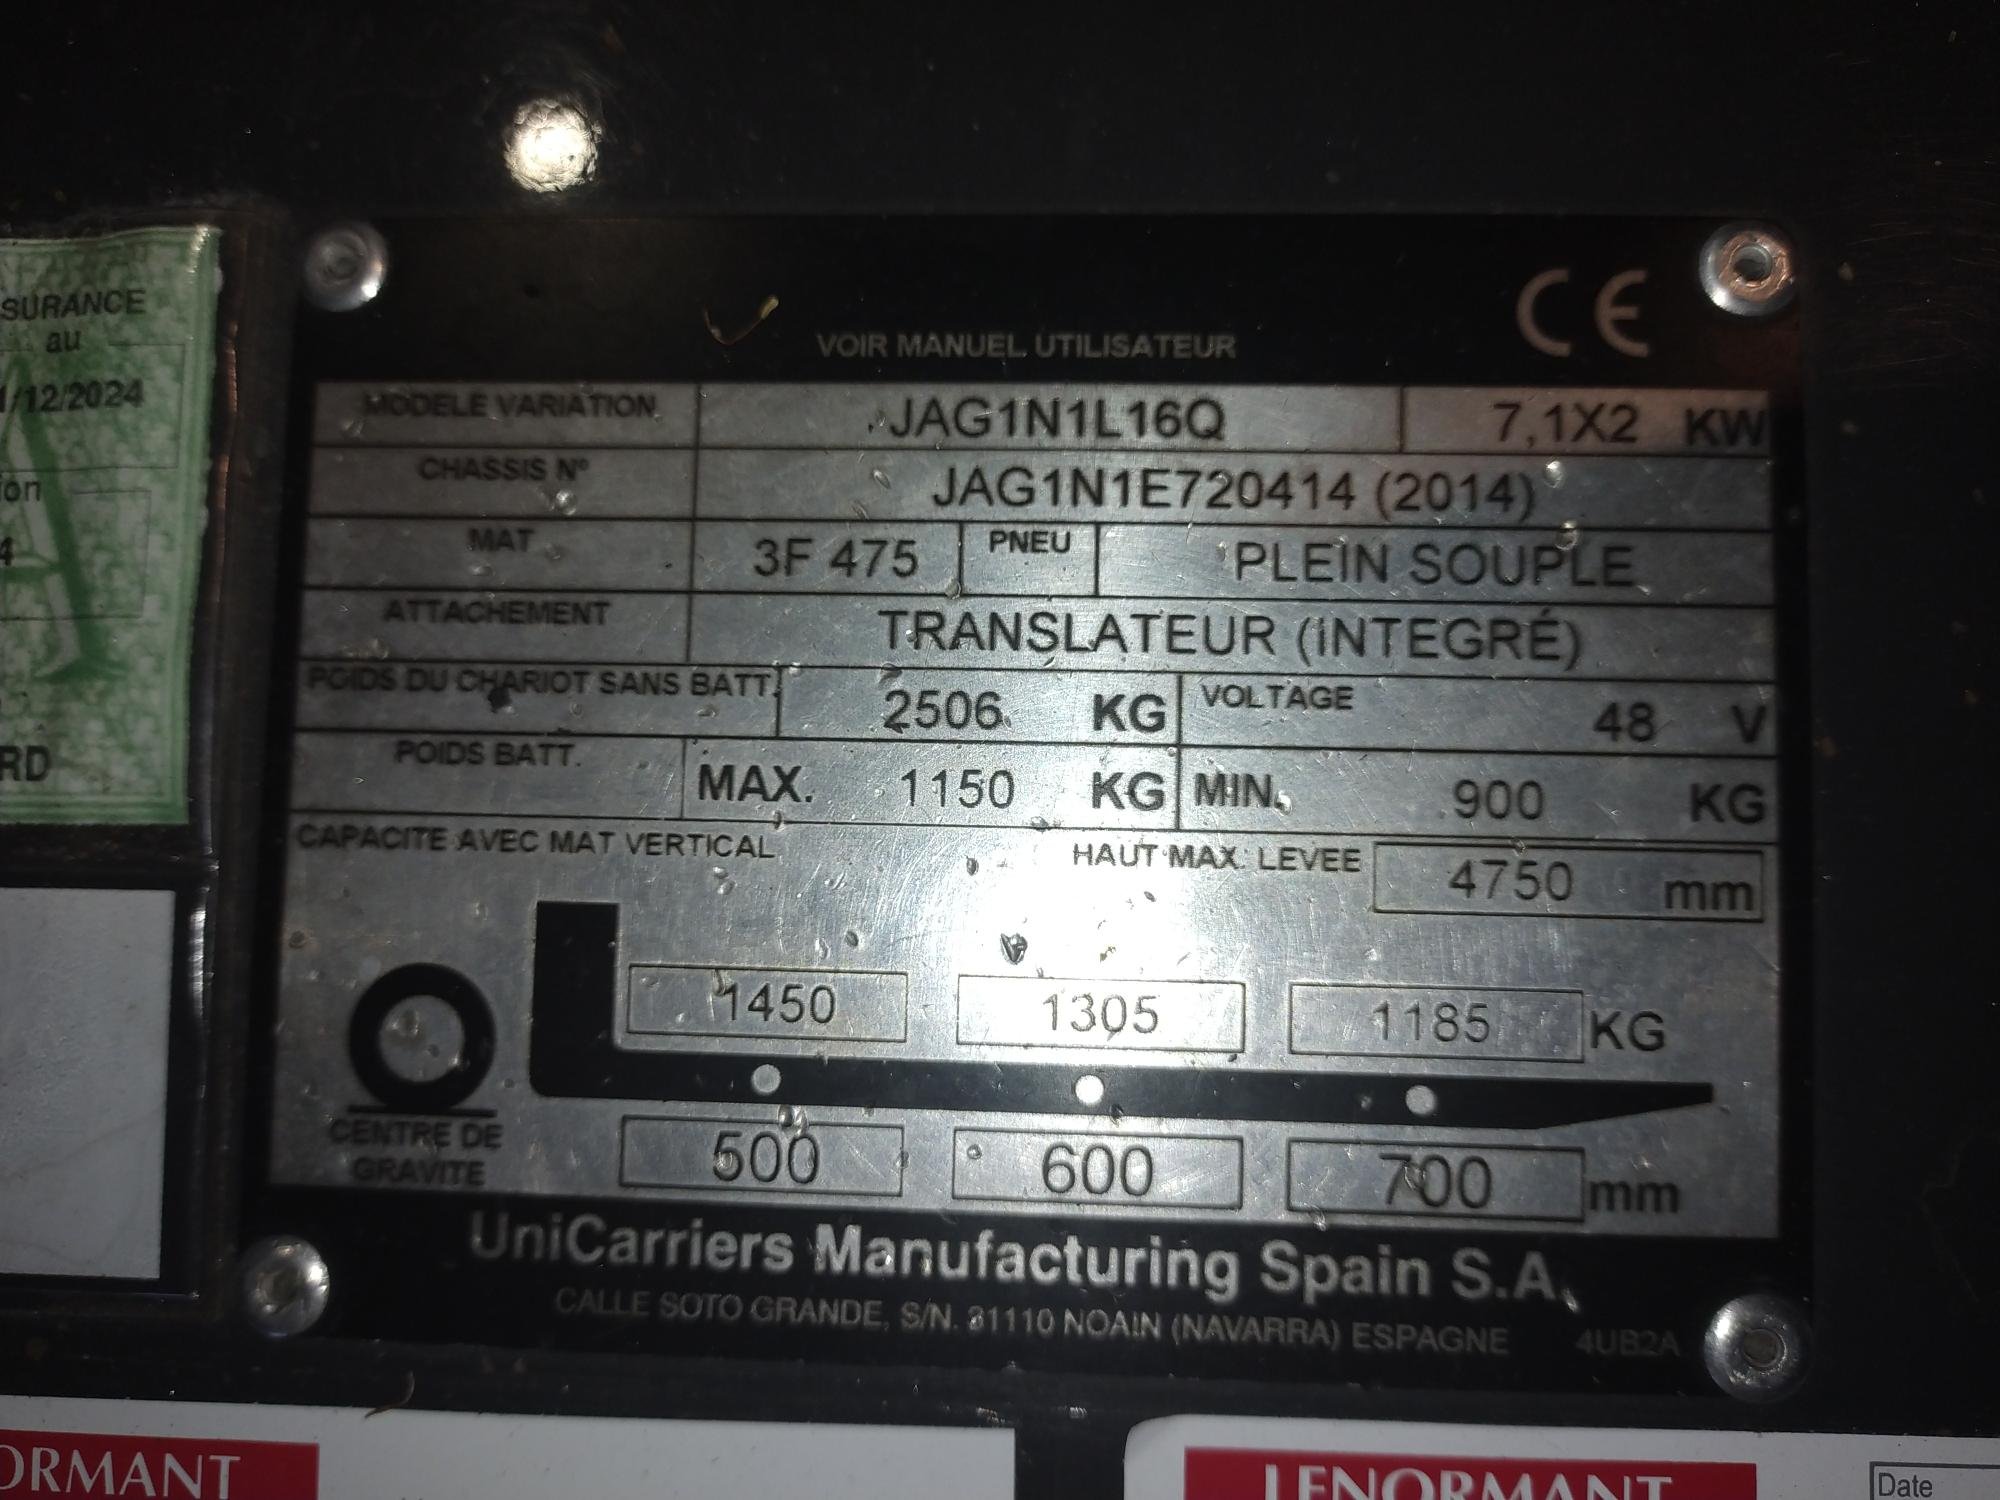 SURANCE
au
1/12/2024
ion
4
RD
CE
VOIR MANUEL UTILISATEUR
MODELE VARIATION JAG1N1L16Q 7,1X2 KW
CHASSIS Nº JAG1N1E720414 (2014)
MAT 3F 475 PNEU PLEIN SOUPLE
ATTACHEMENT TRANSLATEUR (INTEGRÉ)
POIDS DU CHARIOT SANS BATT. 2506 KG VOLTAGE 48 V
POIDS BATT. MAX. 1150 KG MIN. 900 KG
CAPACITE AVEC MAT VERTICAL HAUT MAX. LEVEE 4750 mm
1450 1305 1185 KG
CENTRE DE
GRAVITE
500 600 700 mm
UniCarriers Manufacturing Spain S.A.
CALLE SOTO GRANDE, S/N. 31110 NOAIN (NAVARRA) ESPAGNE 4UB2A
ORMANT
LENORMANT
Date